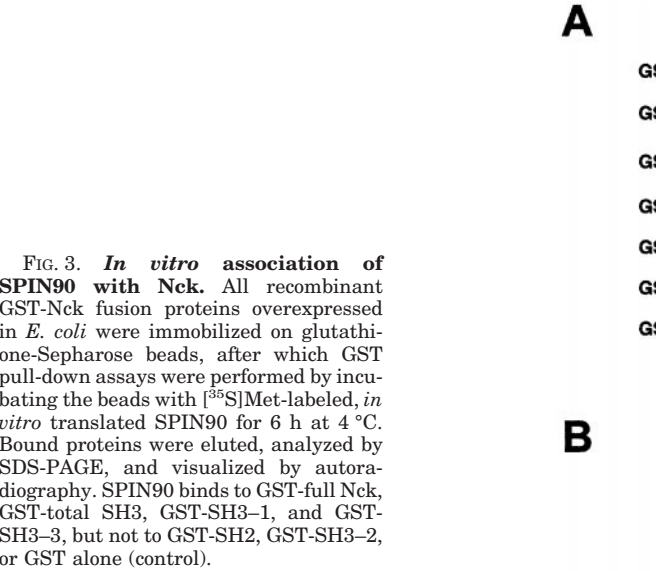 FIG. 3. In vitro association of
SPIN90 with Nck. All recombinant
GST-Nck fusion proteins overexpressed
in E. coli were immobilized on glutathi-
one-Sepharose beads, after which GST
pull-down assays were performed by incu-
bating the beads with [³⁵S]Met-labeled, in
vitro translated SPIN90 for 6 h at 4 °C.
Bound proteins were eluted, analyzed by
SDS-PAGE, and visualized by autora-
diography. SPIN90 binds to GST-full Nck,
GST-total SH3, GST-SH3–1, and GST-
SH3–3, but not to GST-SH2, GST-SH3–2,
or GST alone (control).
A
B